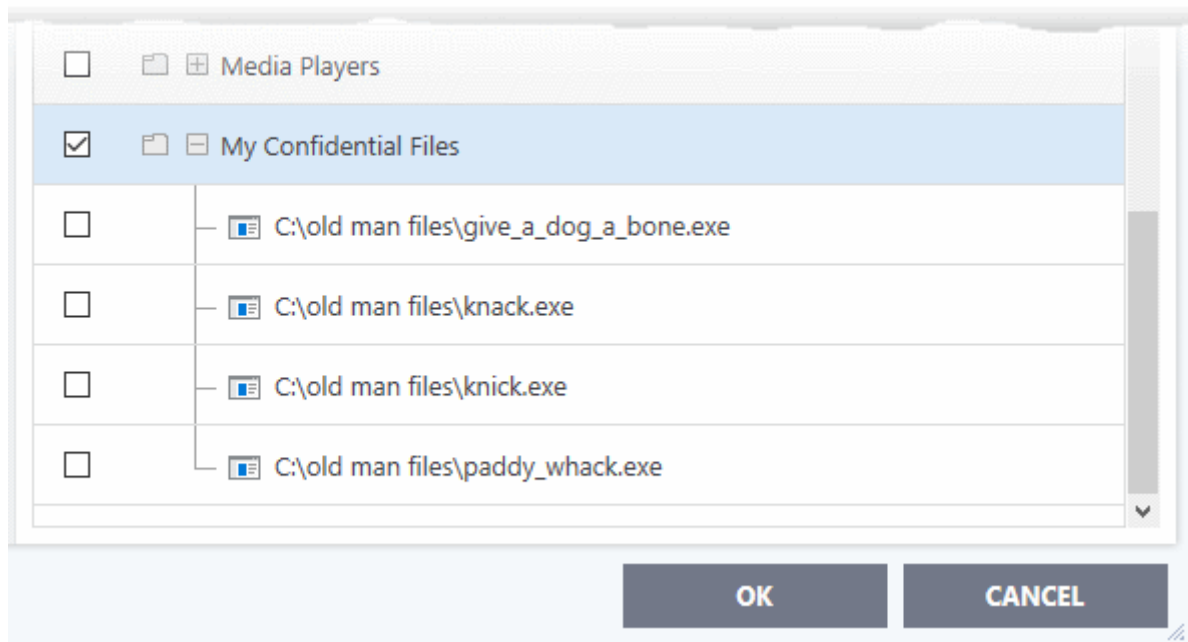 Media Players
My Confidential Files
C:\old man files\give_a_dog_a_bone.exe
C:\old man files\knack.exe
C:\old man files\knick.exe
C:\old man files\paddy_whack.exe
OK CANCEL